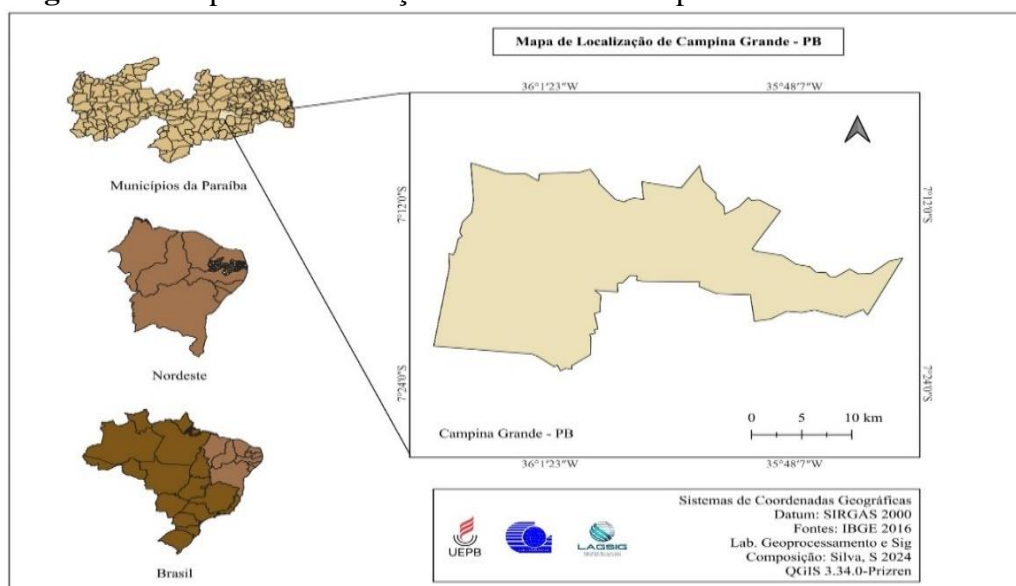 Mapa de Localização de Campina Grande - PB
36°1'23"W 35°48'7"W
Municípios da Paraíba
7°12'0"S
7°12'0"S
Nordeste
7°24'0"S
7°24'0"S
0 5 10 km
Campina Grande - PB
36°1'23"W 35°48'7"W
Brasil
UEPB
LAGSIG
Sistemas de Coordenadas Geográficas
Datum: SIRGAS 2000
Fontes: IBGE 2016
Lab. Geoprocessamento e Sig
Composição: Silva, S 2024
QGIS 3.34.0-Prizren